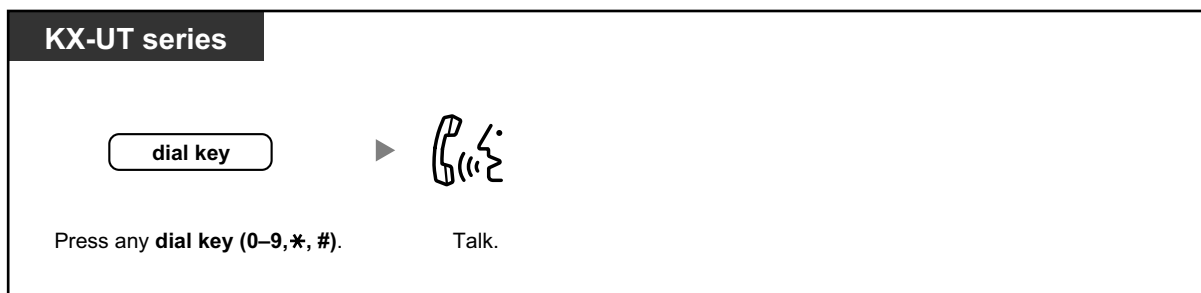 KX-UT series
dial key
Press any dial key (0–9,✱, #).
Talk.